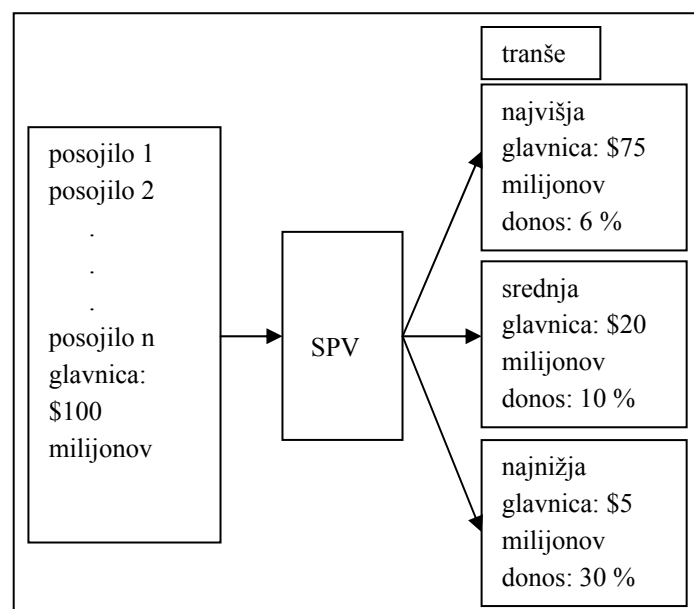 posojilo 1
posojilo 2
.
.
.
posojilo n
glavnica:
$100
milijonov
SPV
tranše
najvišja
glavnica: $75
milijonov
donos: 6 %
srednja
glavnica: $20
milijonov
donos: 10 %
najnižja
glavnica: $5
milijonov
donos: 30 %